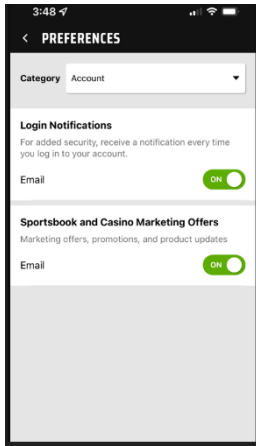 3:48
PREFERENCES
Category Account
Login Notifications
For added security, receive a notification every time
you log in to your account.
Email ON
Sportsbook and Casino Marketing Offers
Marketing offers, promotions, and product updates
Email ON